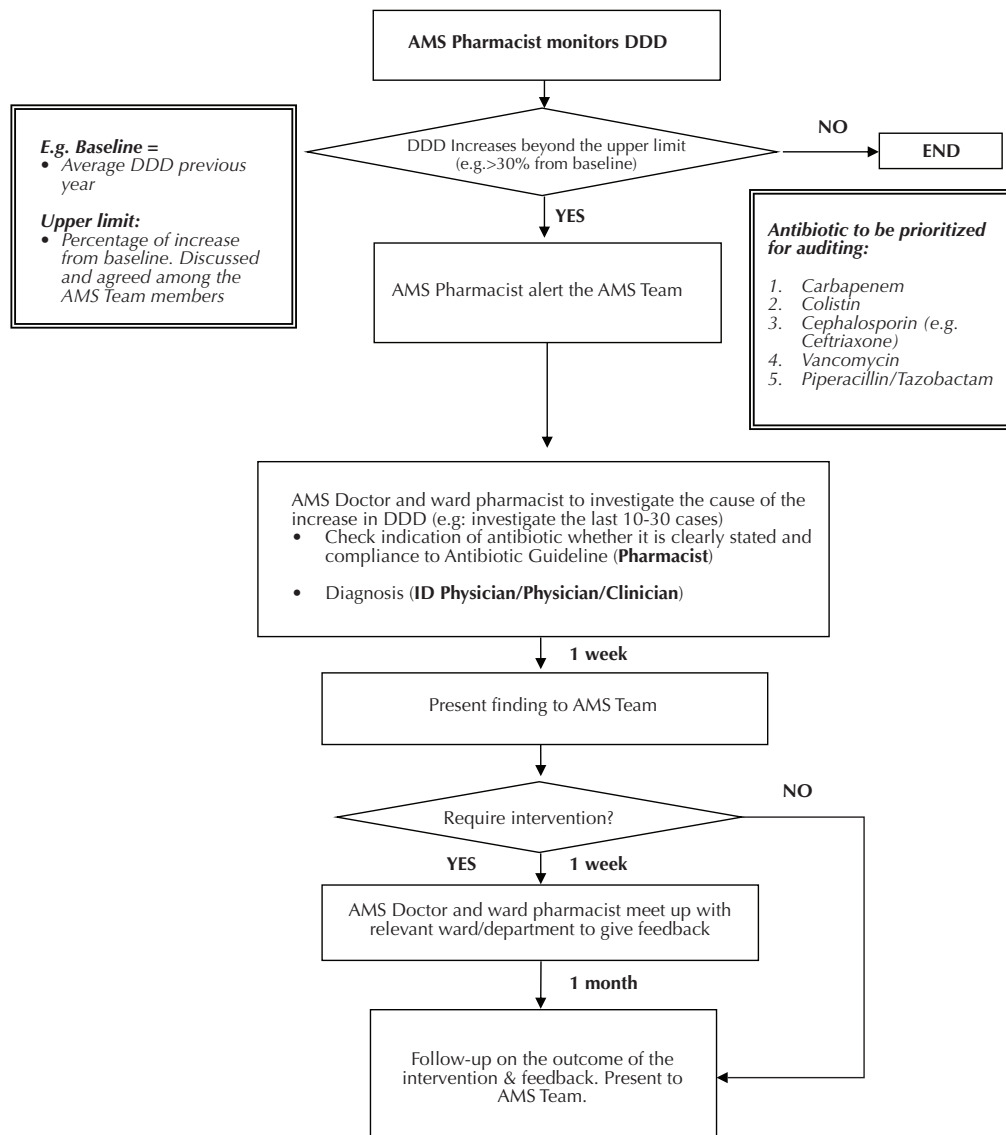 AMS Pharmacist monitors DDD
E.g. Baseline =
• Average DDD previous
year
Upper limit:
• Percentage of increase
from baseline. Discussed
and agreed among the
AMS Team members
DDD Increases beyond the upper limit
(e.g.>30% from baseline)
NO
END
YES
AMS Pharmacist alert the AMS Team
Antibiotic to be prioritized
for auditing:
1. Carbapenem
2. Colistin
3. Cephalosporin (e.g.
Ceftriaxone)
4. Vancomycin
5. Piperacillin/Tazobactam
AMS Doctor and ward pharmacist to investigate the cause of the
increase in DDD (e.g: investigate the last 10-30 cases)
• Check indication of antibiotic whether it is clearly stated and
compliance to Antibiotic Guideline (Pharmacist)
• Diagnosis (ID Physician/Physician/Clinician)
1 week
Present finding to AMS Team
Require intervention?
NO
YES
1 week
AMS Doctor and ward pharmacist meet up with
relevant ward/department to give feedback
1 month
Follow-up on the outcome of the
intervention & feedback. Present to
AMS Team.